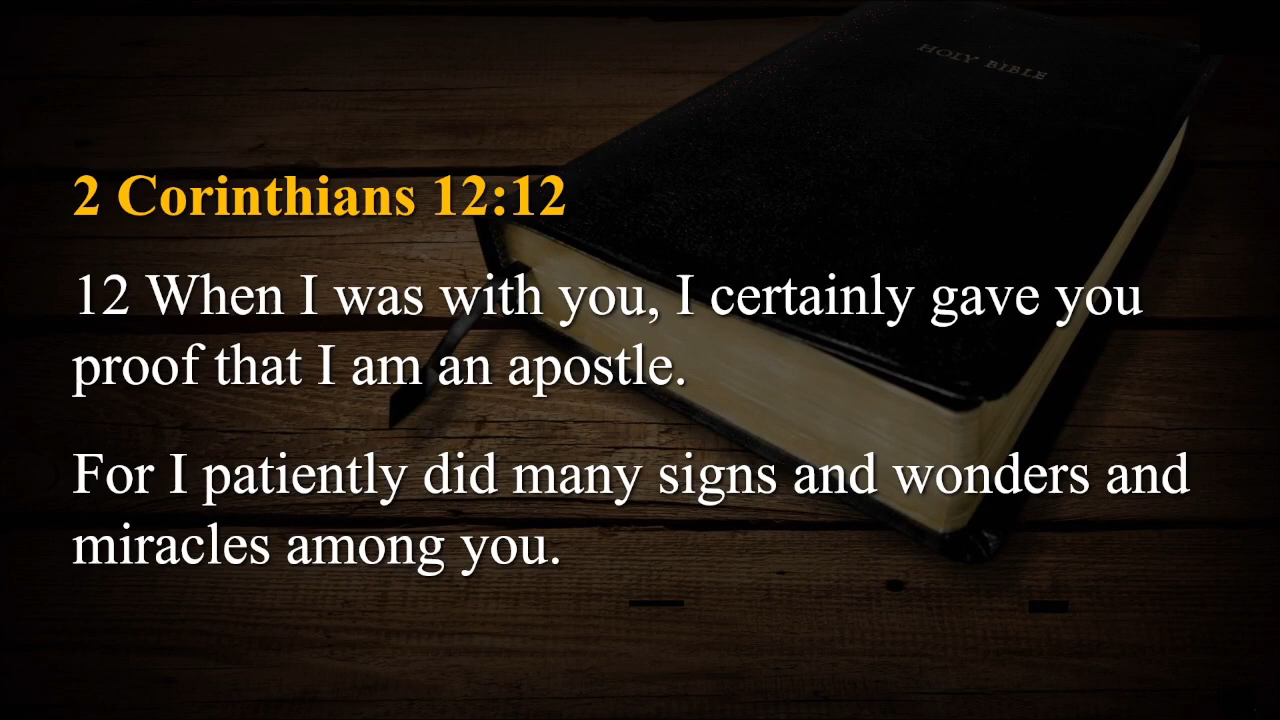 HOLY BIBLE
2 Corinthians 12:12
12 When I was with you, I certainly gave you
proof that I am an apostle.
For I patiently did many signs and wonders and
miracles among you.